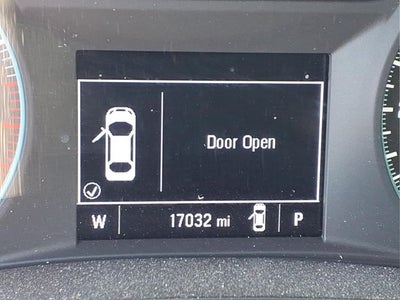 Door Open
W 17032 mi P